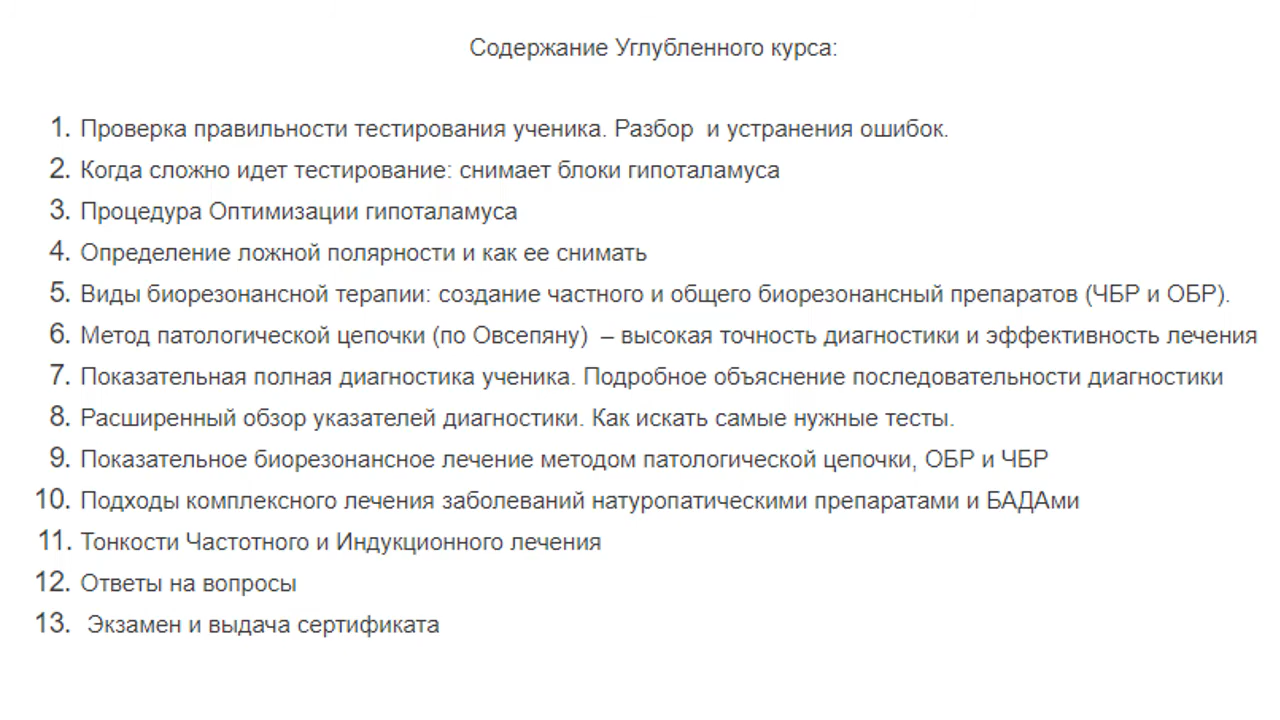 Содержание Углубленного курса:
1. Проверка правильности тестирования ученика. Разбор  и устранения ошибок.
2. Когда сложно идет тестирование: снимает блоки гипоталамуса
3. Процедура Оптимизации гипоталамуса
4. Определение ложной полярности и как ее снимать
5. Виды биорезонансной терапии: создание частного и общего биорезонансный препаратов (ЧБР и ОБР).
6. Метод патологической цепочки (по Овсепяну)  – высокая точность диагностики и эффективность лечения
7. Показательная полная диагностика ученика. Подробное объяснение последовательности диагностики
8. Расширенный обзор указателей диагностики. Как искать самые нужные тесты.
9. Показательное биорезонансное лечение методом патологической цепочки, ОБР и ЧБР
10. Подходы комплексного лечения заболеваний натуропатическими препаратами и БАДАми
11. Тонкости Частотного и Индукционного лечения
12. Ответы на вопросы
13. Экзамен и выдача сертификата